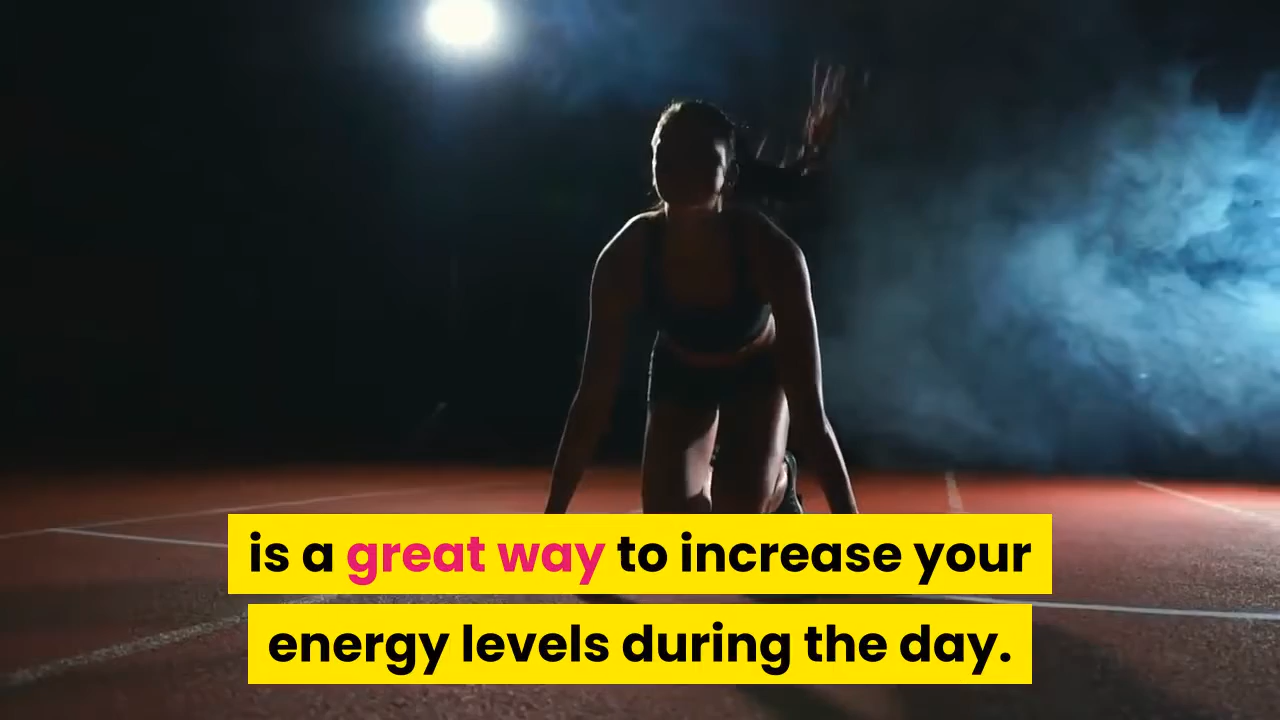 is a great way to increase your
energy levels during the day.